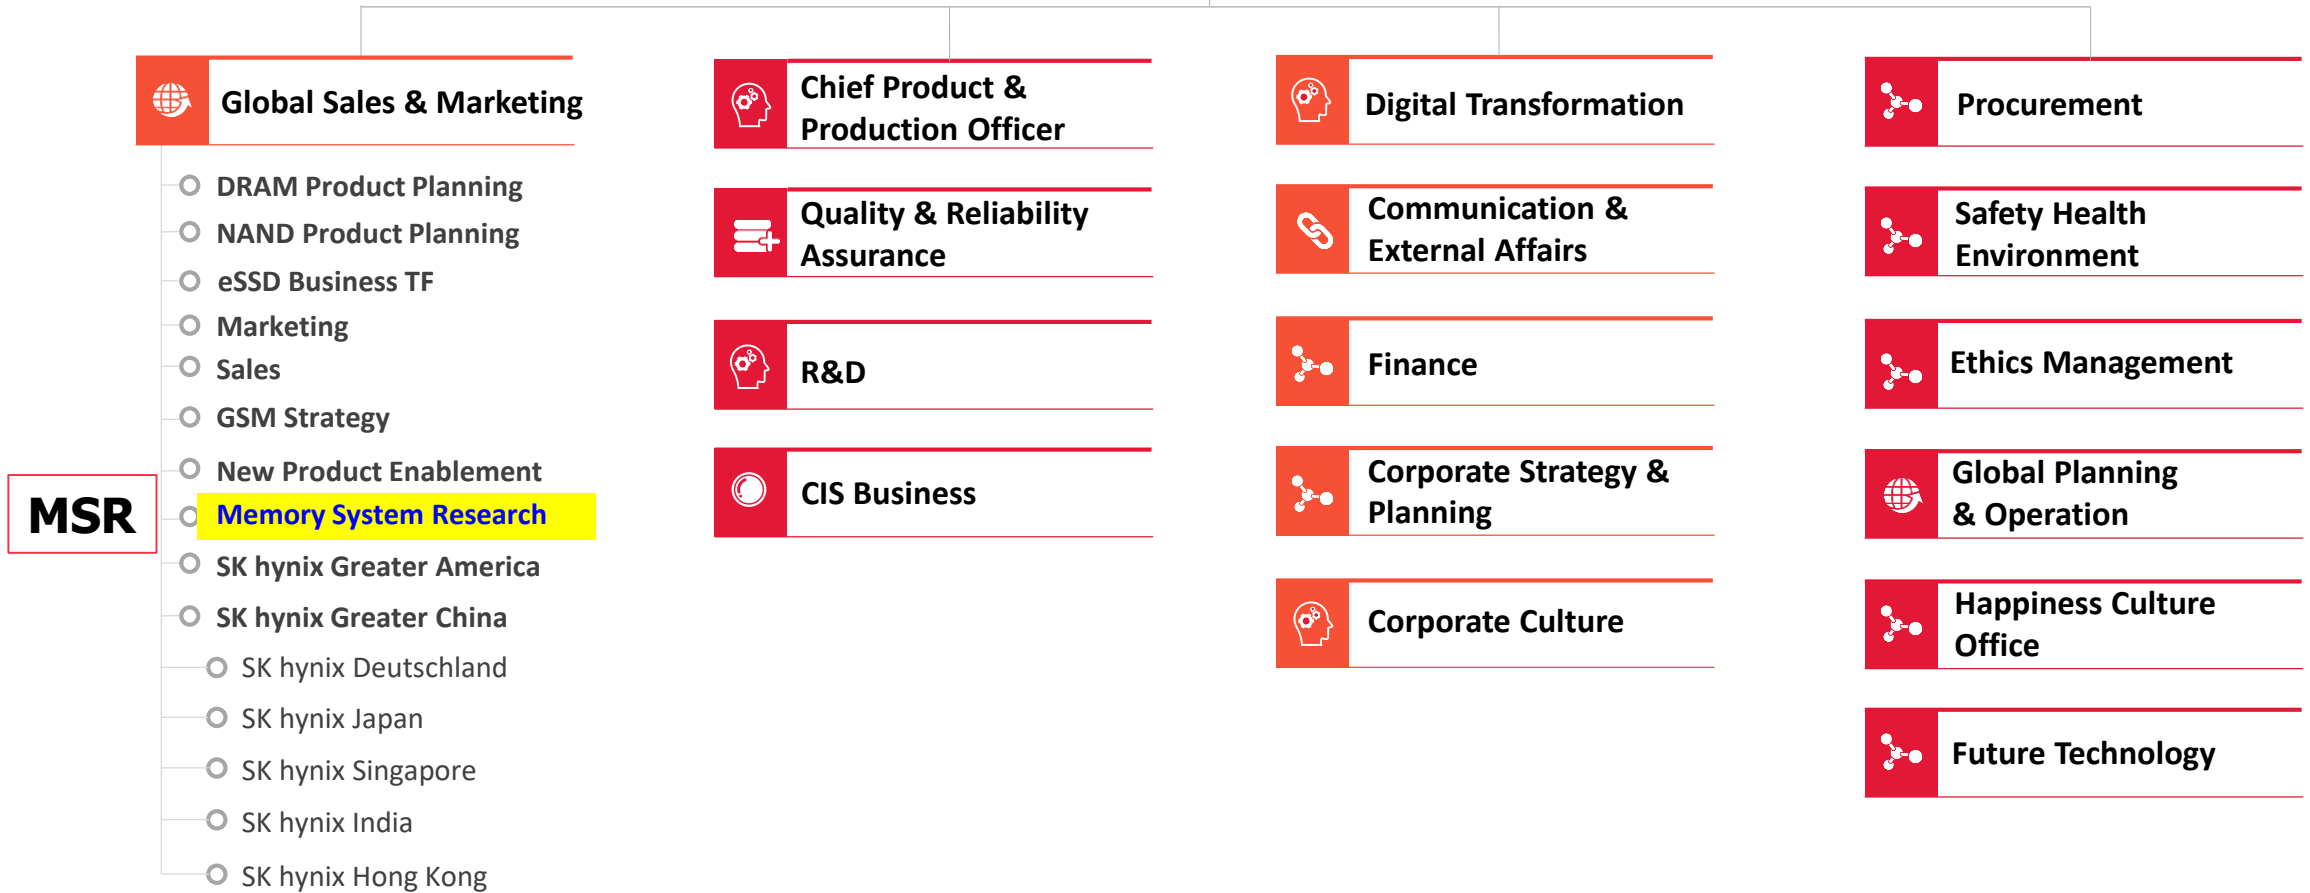 Global Sales & Marketing
DRAM Product Planning
NAND Product Planning
eSSD Business TF
Marketing
Sales
GSM Strategy
New Product Enablement
MSR
Memory System Research
SK hynix Greater America
SK hynix Greater China
SK hynix Deutschland
SK hynix Japan
SK hynix Singapore
SK hynix India
SK hynix Hong Kong
Chief Product &
Production Officer
Quality & Reliability
Assurance
R&D
CIS Business
Digital Transformation
Communication &
External Affairs
Finance
Corporate Strategy &
Planning
Corporate Culture
Procurement
Safety Health
Environment
Ethics Management
Global Planning
& Operation
Happiness Culture
Office
Future Technology